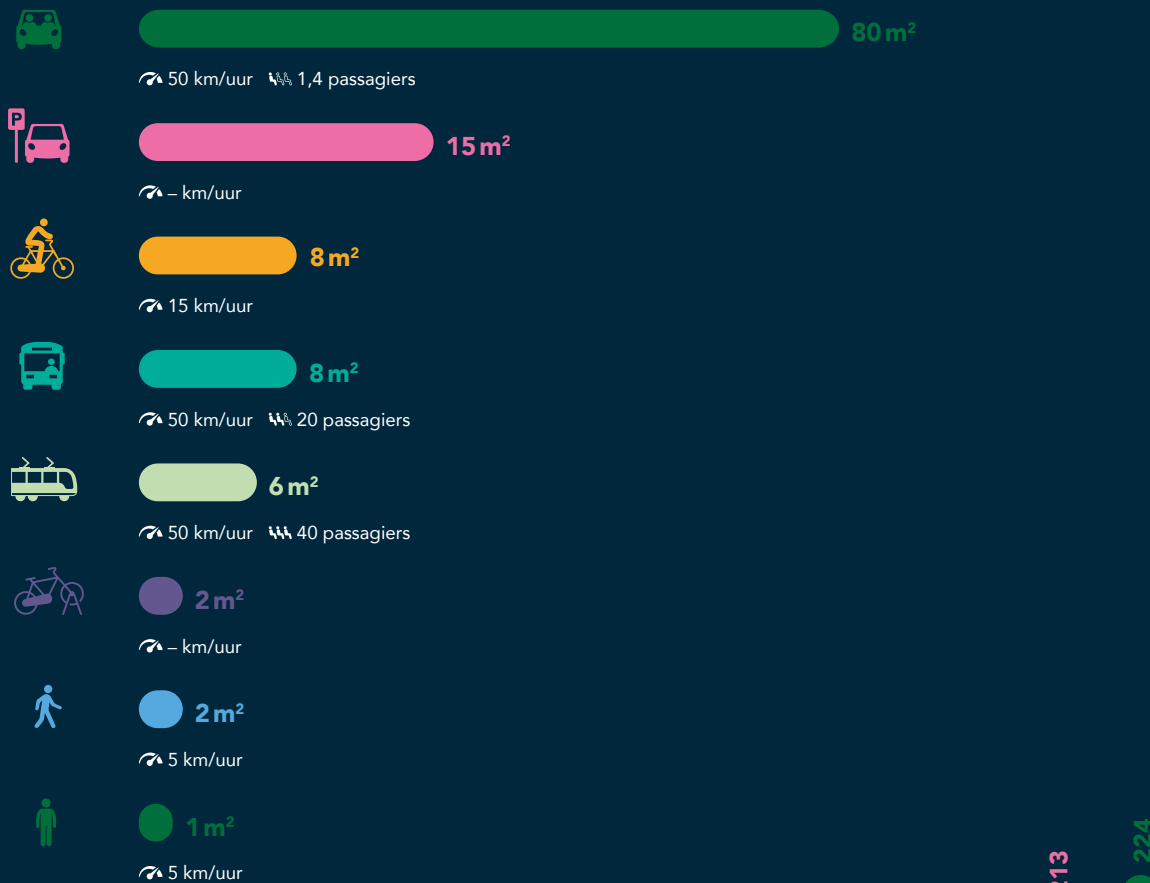 80 m²
50 km/uur 1,4 passagiers
P
15 m²
– km/uur
8 m²
15 km/uur
8 m²
50 km/uur 20 passagiers
6 m²
50 km/uur 40 passagiers
2 m²
– km/uur
2 m²
5 km/uur
1 m²
5 km/uur
213
224